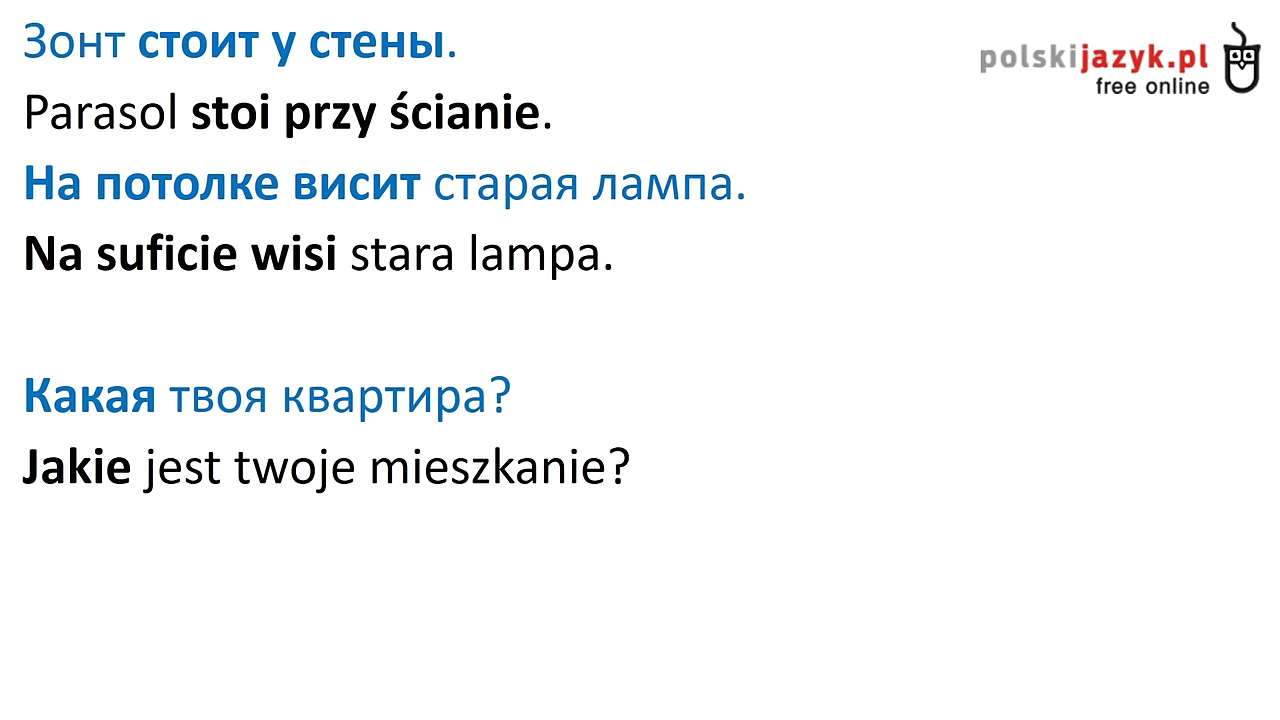 Зонт стоит у стены.
polskijazyk.pl
free online
Parasol stoi przy ścianie.
На потолке висит старая лампа.
Na suficie wisi stara lampa.
Какая твоя квартира?
Jakie jest twoje mieszkanie?